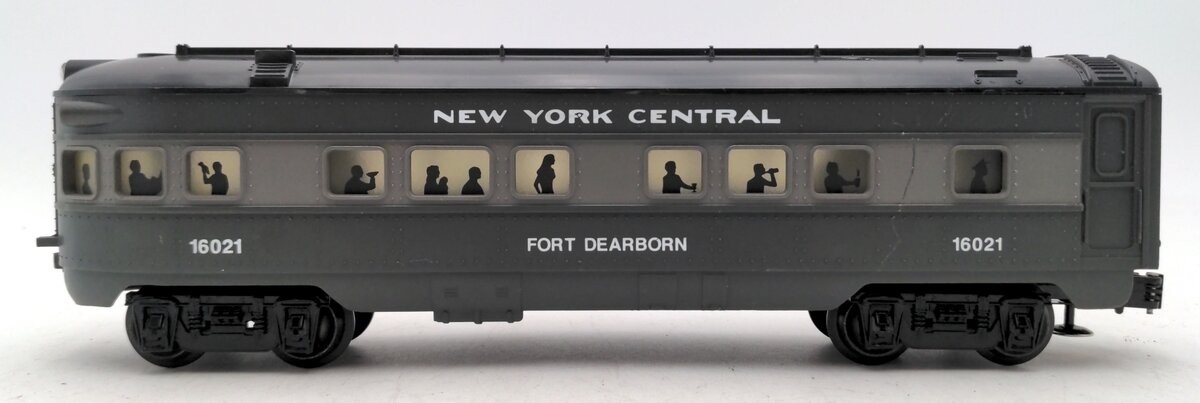 NEW YORK CENTRAL
16021 FORT DEARBORN 16021